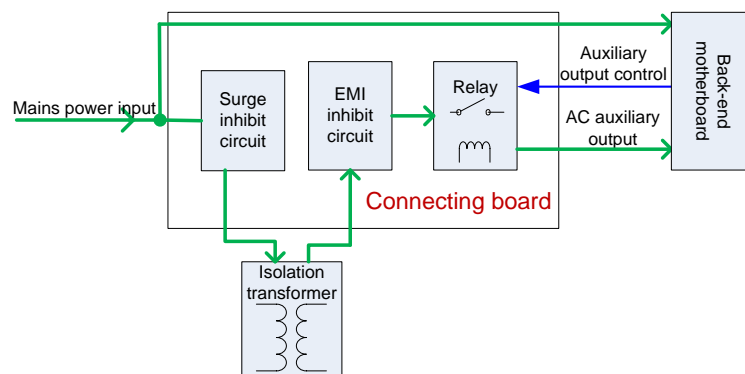 Mains power input
Surge
inhibit
circuit
EMI
inhibit
circuit
Relay
Auxiliary
output control
AC auxiliary
output
Back-end
motherboard
Connecting board
Isolation
transformer